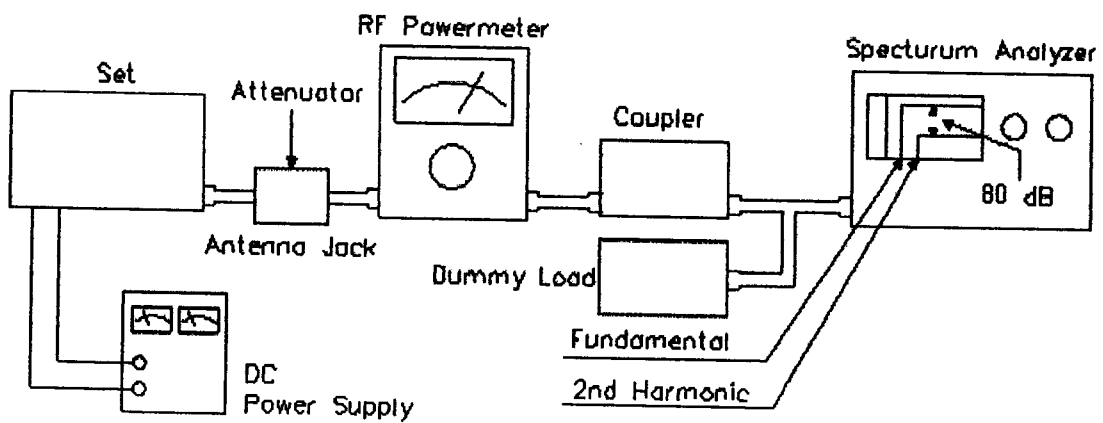 RF Powermeter
Specturum Analyzer
Set
Attenuator
Coupler
80 dB
Antenna Jack
Dummy Load
Fundamental
2nd Harmonic
DC
Power Supply